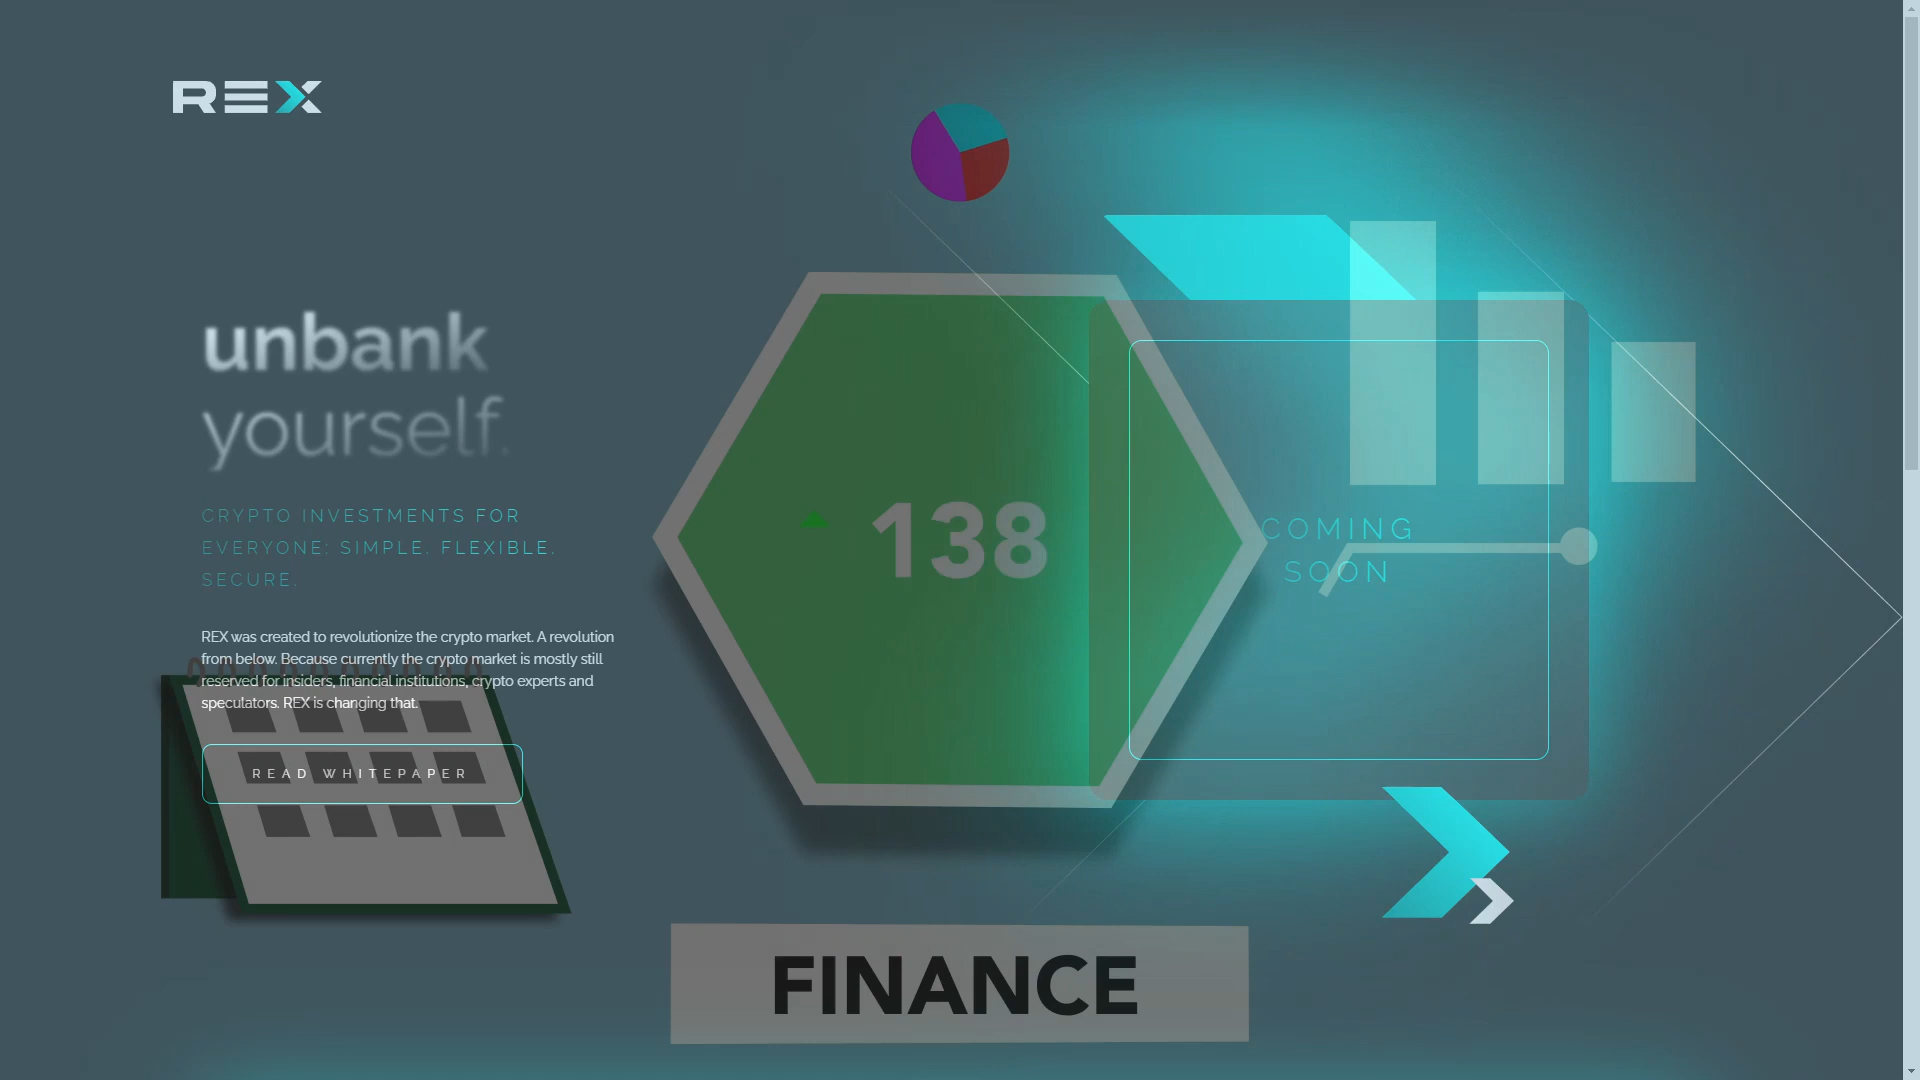 REX
unbank
yourself.
CRYPTO INVESTMENTS FOR
EVERYONE: SIMPLE. FLEXIBLE.
SECURE.
REX was created to revolutionize the crypto market. A revolution
from below. Because currently the crypto market is mostly still
reserved for insiders, financial institutions, crypto experts and
speculators. REX is changing that.
READ WHITEPAPER
138
COMING
SOON
FINANCE